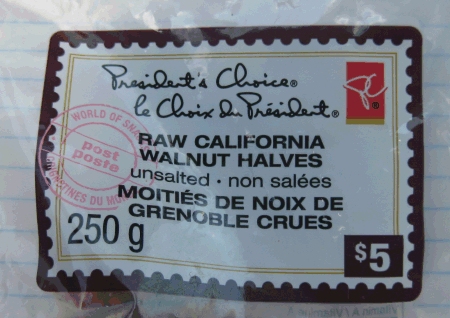 President's Choice®
le Choix du Président®
WORLD OF
post
poste
RAW CALIFORNIA
WALNUT HALVES
unsalted · non salées
MOITIÉS DE NOIX DE
GRENOBLE CRUES
250 g
$5